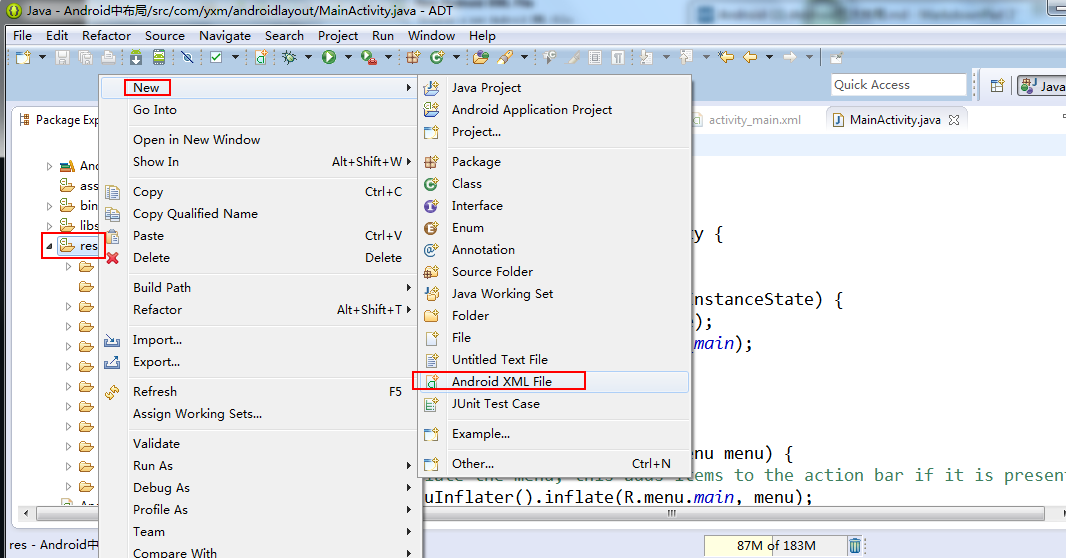 Java - Android中布局/src/com/yxm/androidlayout/MainActivity.java - ADT
File Edit Refactor Source Navigate Search Project Run Window Help
Quick Access
Java
Package Exp
activity_main.xml
MainActivity.java
And
ass
bin
libs
res
New
Go Into
Open in New Window
Show In Alt+Shift+W
Copy Ctrl+C
Copy Qualified Name
Paste Ctrl+V
Delete Delete
Build Path
Refactor Alt+Shift+T
Import...
Export...
Refresh F5
Assign Working Sets...
Validate
Run As
Debug As
Profile As
Team
Compare With
Java Project
Android Application Project
Project...
Package
Class
Interface
Enum
Annotation
Source Folder
Java Working Set
Folder
File
Untitled Text File
Android XML File
JUnit Test Case
Example...
Other... Ctrl+N
y {
nstanceState) {
);
main);
nu menu) {
late the menu; this adds items to the action bar if it is present
uInflater().inflate(R.menu.main, menu);
res - Android中
87M of 183M